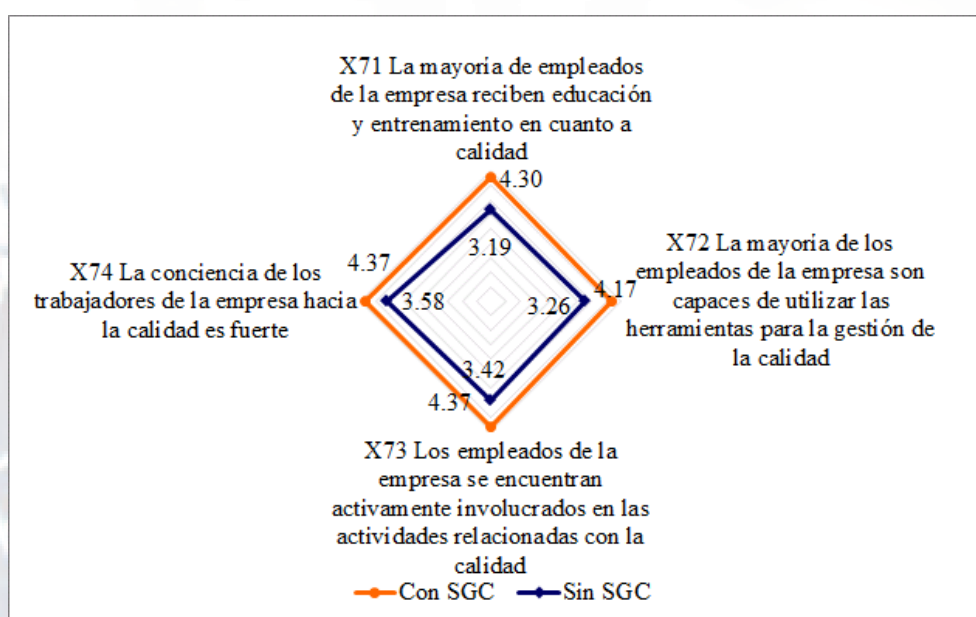 X71 La mayoría de empleados
de la empresa reciben educación
y entrenamiento en cuanto a
calidad
4.30
3.19
X72 La mayoría de los
empleados de la empresa son
capaces de utilizar las
herramientas para la gestión de
la calidad
4.17
3.26
X74 La conciencia de los
trabajadores de la empresa hacia
la calidad es fuerte
4.37
3.58
3.42
4.37
X73 Los empleados de la
empresa se encuentran
activamente involucrados en las
actividades relacionadas con la
calidad
Con SGC
Sin SGC